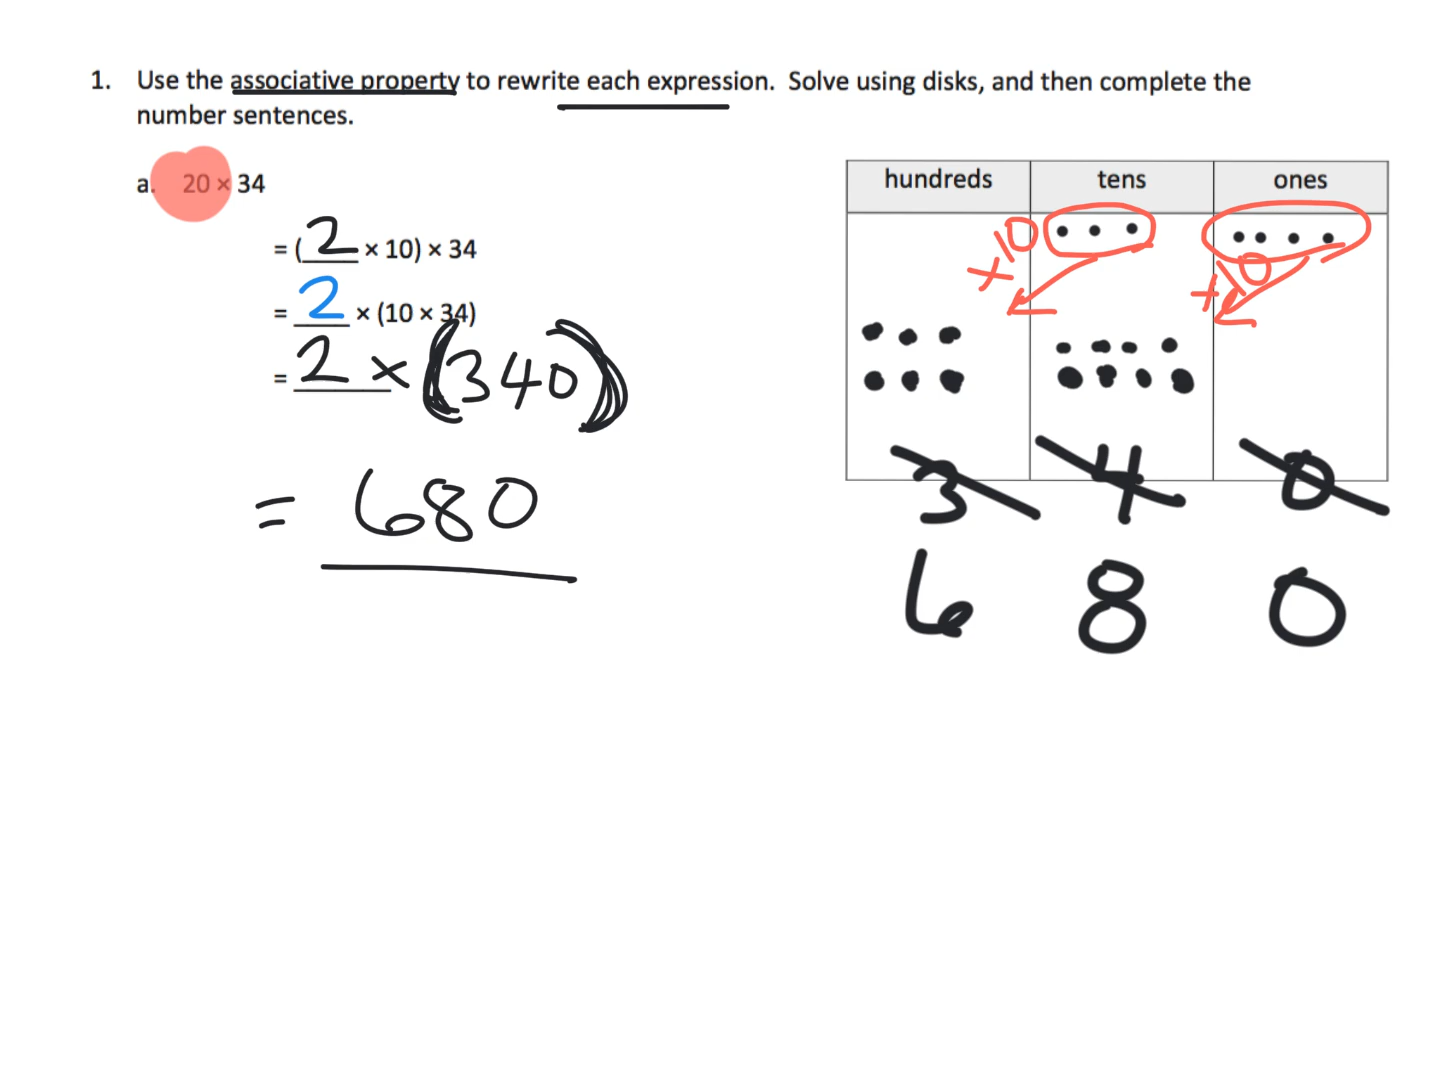 1. Use the associative property to rewrite each expression. Solve using disks, and then complete the
number sentences.
a. 20 × 34
= (2 × 10) × 34
= 2 × (10 × 34)
= 2 × (340)
= 680
hundreds tens ones
×10 ×10
3 4 0
6 8 0